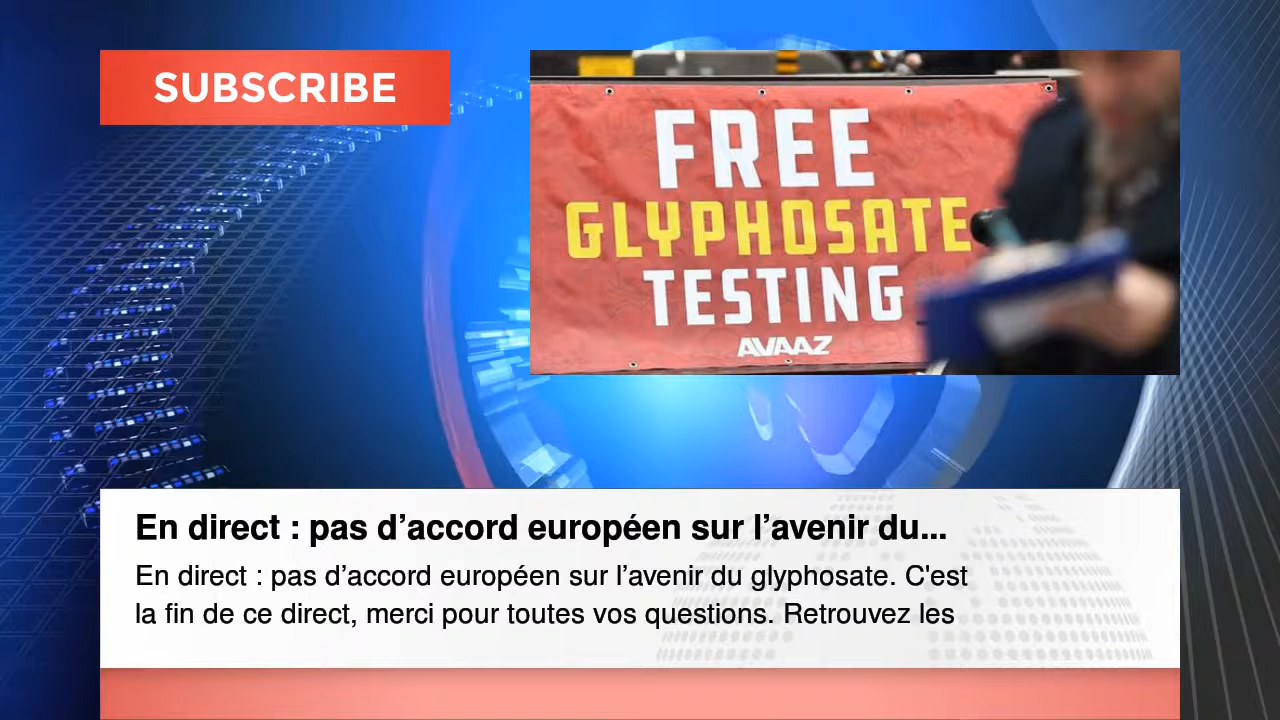 SUBSCRIBE
FREE
GLYPHOSATE
TESTING
AVAAZ
En direct : pas d’accord européen sur l’avenir du...
En direct : pas d’accord européen sur l’avenir du glyphosate. C'est
la fin de ce direct, merci pour toutes vos questions. Retrouvez les